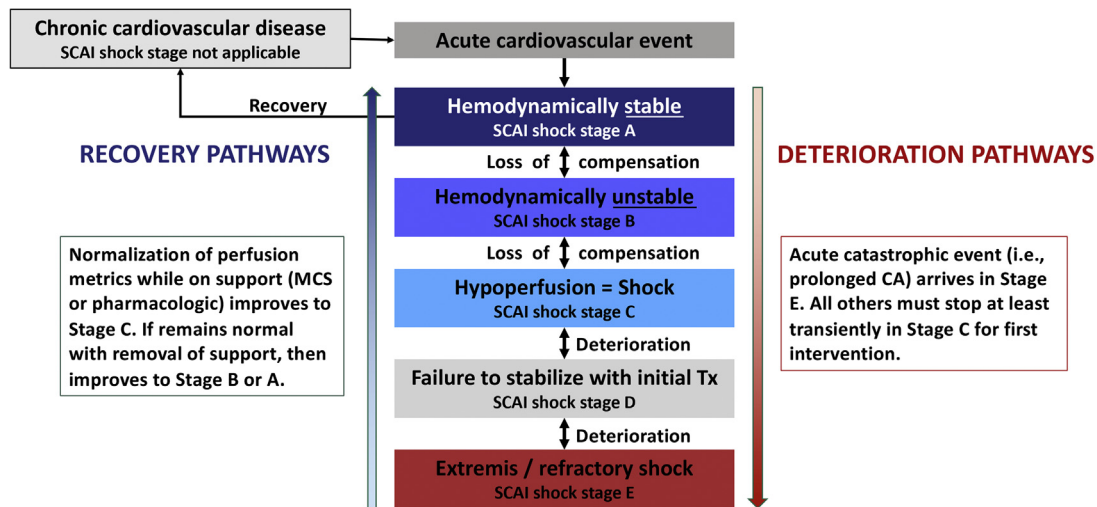 Chronic cardiovascular disease
SCAI shock stage not applicable
Acute cardiovascular event
Recovery
Hemodynamically stable
SCAI shock stage A
RECOVERY PATHWAYS
Loss of compensation
DETERIORATION PATHWAYS
Hemodynamically unstable
SCAI shock stage B
Loss of compensation
Normalization of perfusion
metrics while on support (MCS
or pharmacologic) improves to
Stage C. If remains normal
with removal of support, then
improves to Stage B or A.
Hypoperfusion = Shock
SCAI shock stage C
Acute catastrophic event (i.e.,
prolonged CA) arrives in Stage
E. All others must stop at least
transiently in Stage C for first
intervention.
Deterioration
Failure to stabilize with initial Tx
SCAI shock stage D
Deterioration
Extremis / refractory shock
SCAI shock stage E